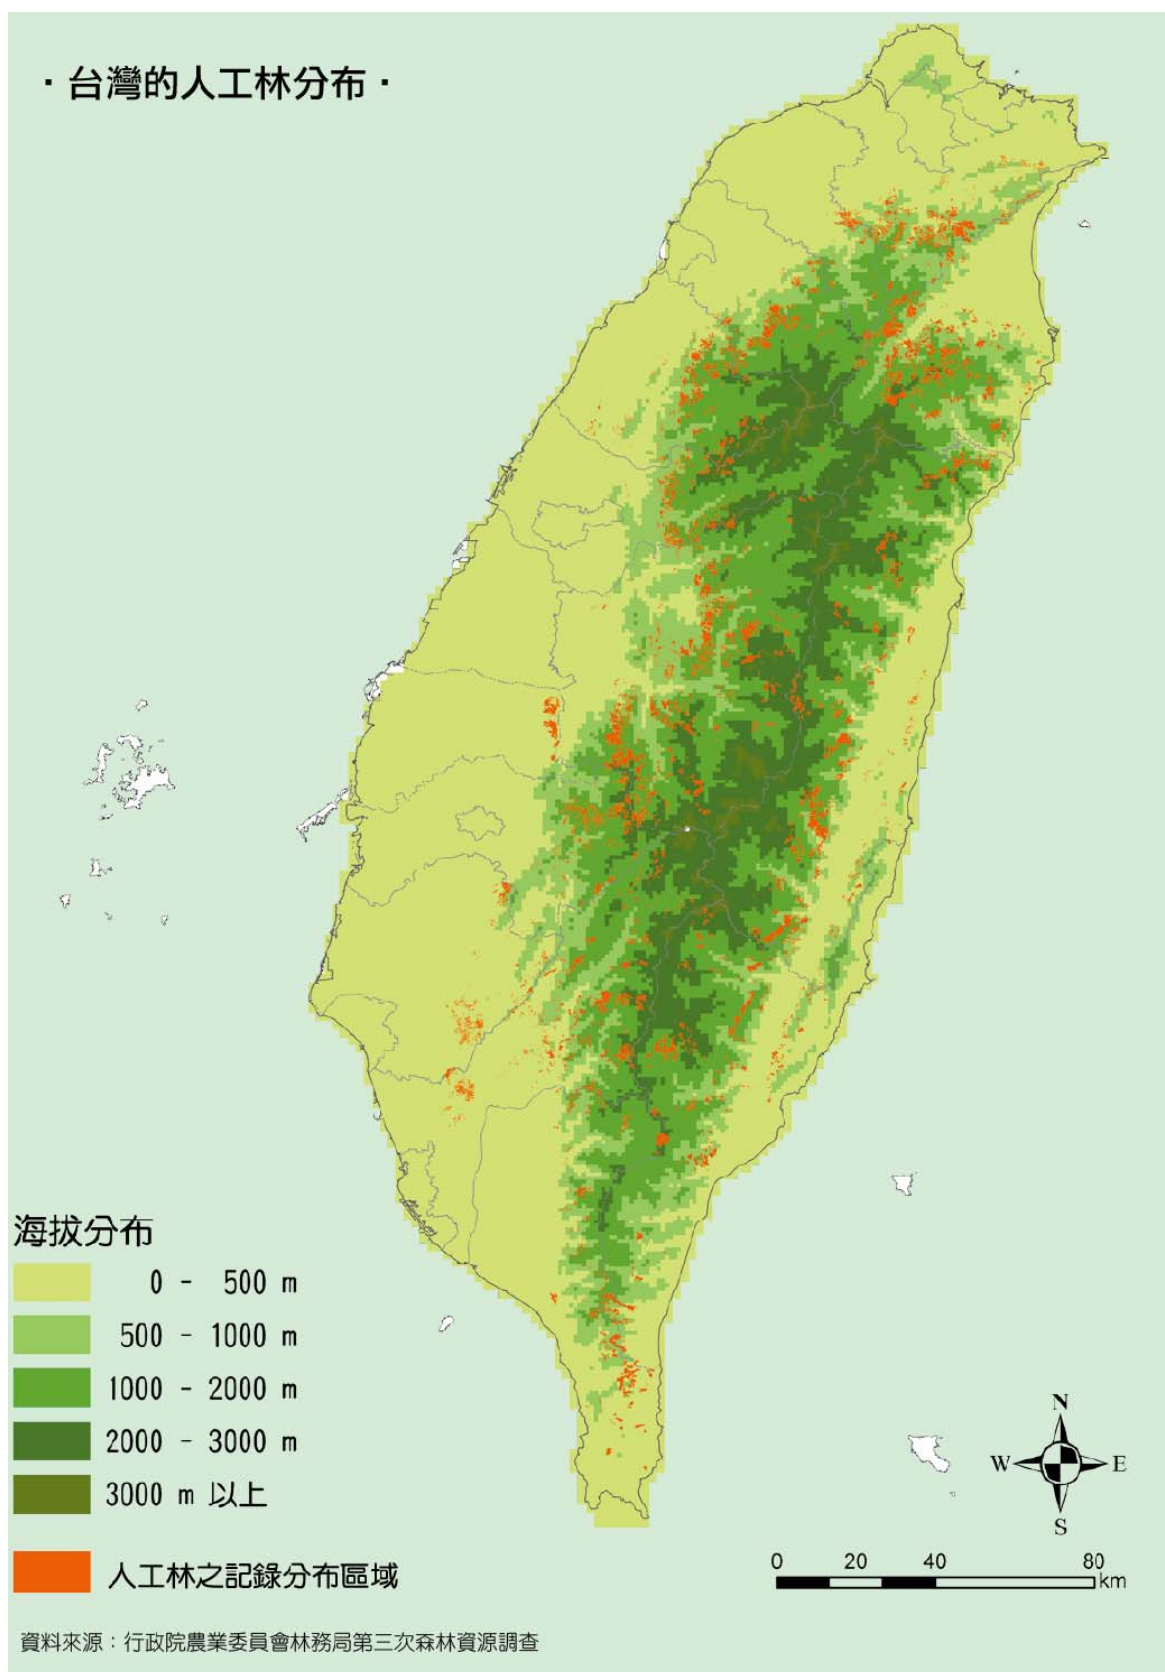 ·台灣的人工林分布·
海拔分布
0 - 500 m
500 - 1000 m
1000 - 2000 m
2000 - 3000 m
3000 m 以上
人工林之記錄分布區域
資料來源：行政院農業委員會林務局第三次森林資源調查
N
W E
S
0 20 40 80
km